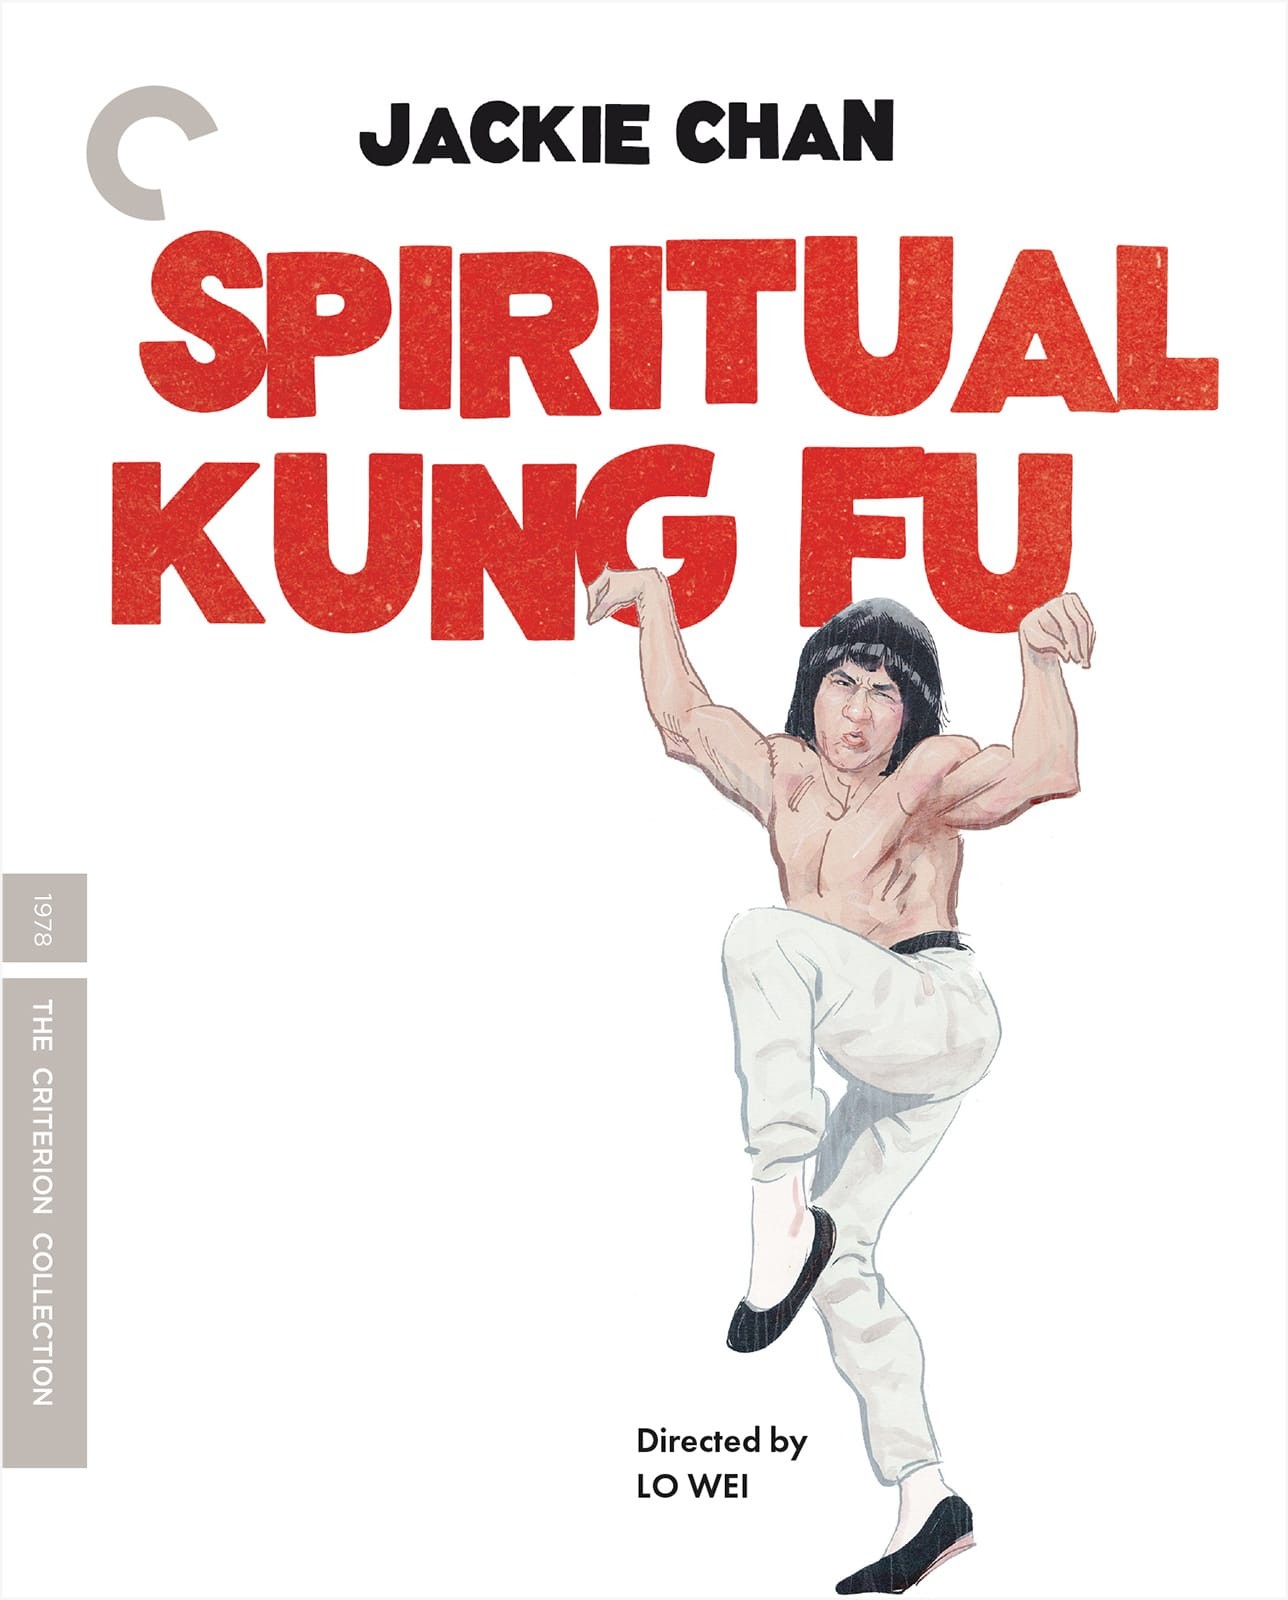 JACKIE CHAN
SPIRITUAL
KUNG FU
1978
THE CRITERION COLLECTION
Directed by
LO WEI